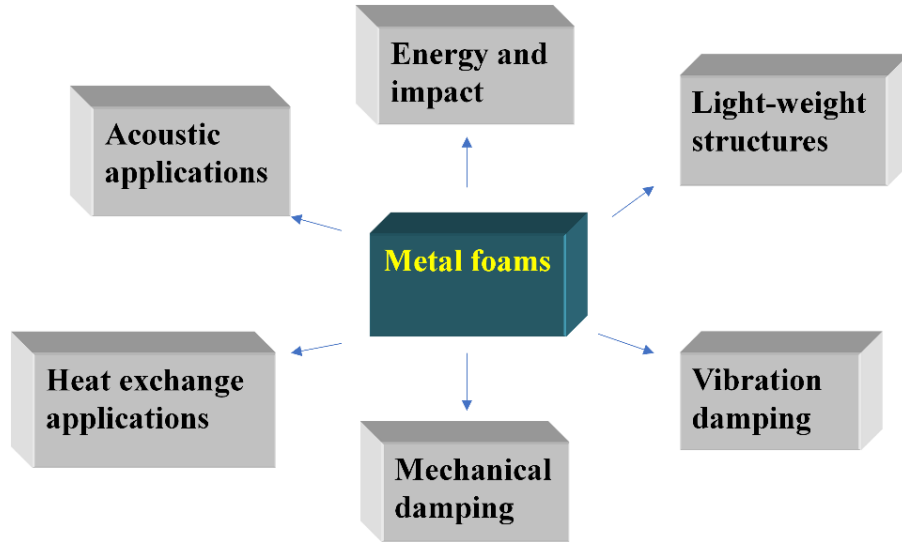 Energy and
impact
Light-weight
structures
Acoustic
applications
Metal foams
Heat exchange
applications
Vibration
damping
Mechanical
damping